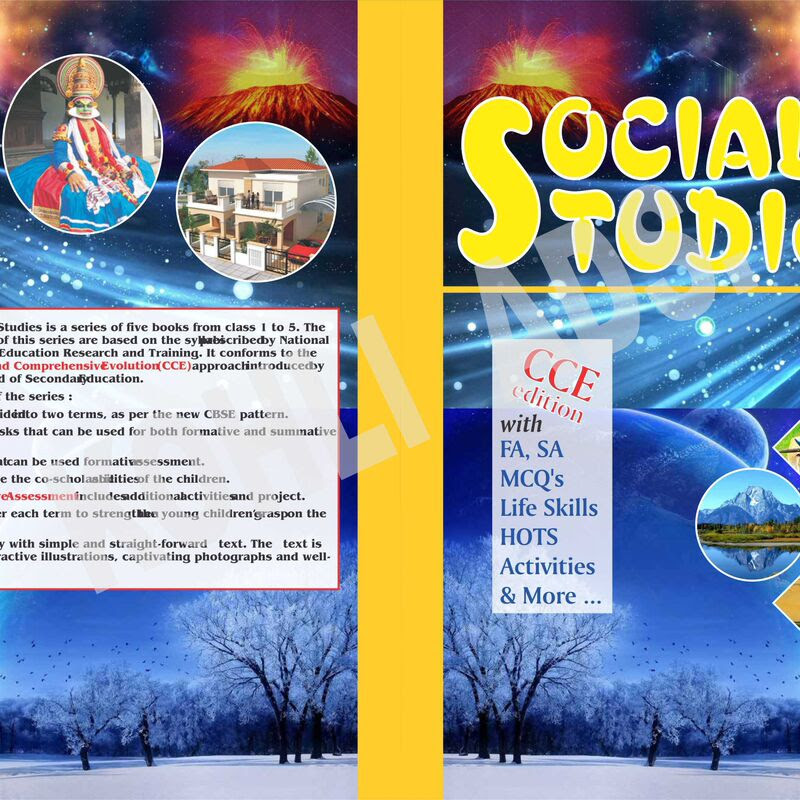 Studies is a series of five books from class 1 to 5. The
of this series are based on the prescribed by National
Education Research and Training. It conforms to the
nd Comprehensive Evolution (CCE) approach introduced by
d of Secondary Education.
f the series :
ided into two terms, as per the new CBSE pattern.
sks that can be used for both formative and summative
at can be used formative assessment.
e the co-scholastic abilities of the children.
e Assessment includes additional activities and project.
er each term to strengthen the young children's grasp on the
y with simple and straight-forward text. The text is
ractive illustrations, captivating photographs and well-
SOCIAL
STUDI
CCE
edition
with
FA, SA
MCQ's
Life Skills
HOTS
Activities
& More ...
ADS